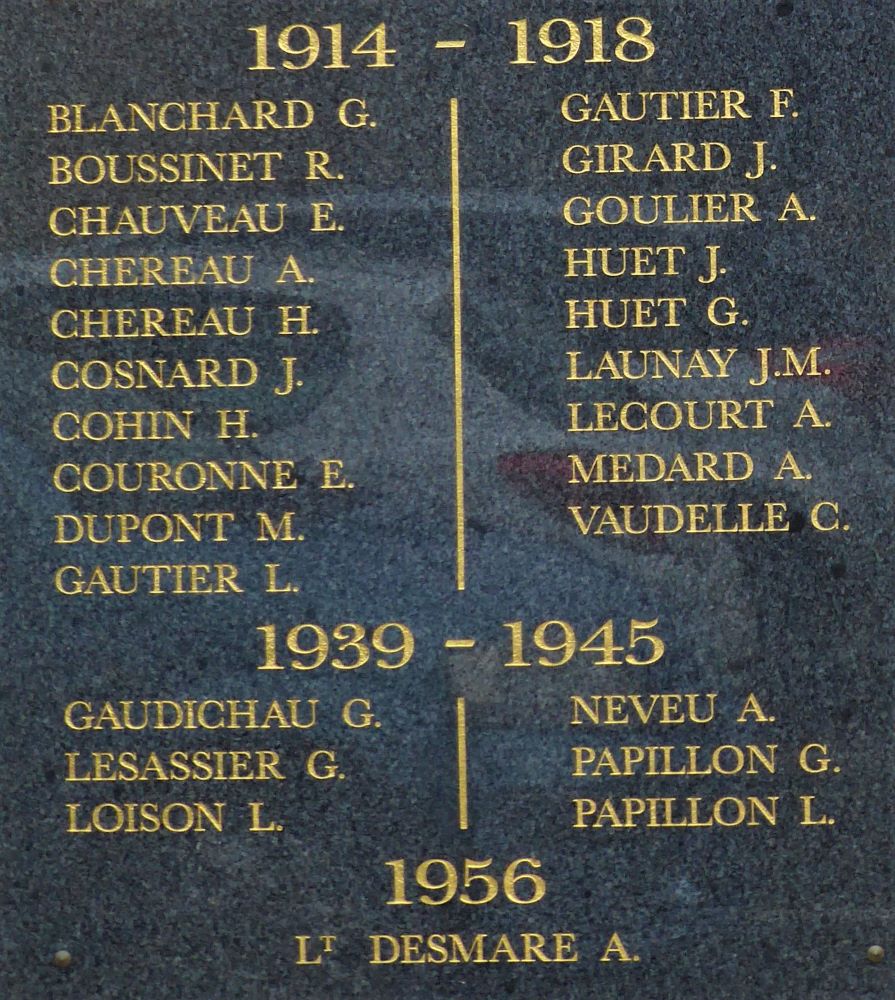 1914 - 1918
BLANCHARD G.
BOUSSINET R.
CHAUVEAU E.
CHEREAU A.
CHEREAU H.
COSNARD J.
COHIN H.
COURONNE E.
DUPONT M.
GAUTIER L.
GAUTIER F.
GIRARD J.
GOULIER A.
HUET J.
HUET G.
LAUNAY J.M.
LECOURT A.
MEDARD A.
VAUDELLE C.
1939 - 1945
GAUDICHAU G.
LESASSIER G.
LOISON L.
NEVEU A.
PAPILLON G.
PAPILLON L.
1956
LT DESMARE A.